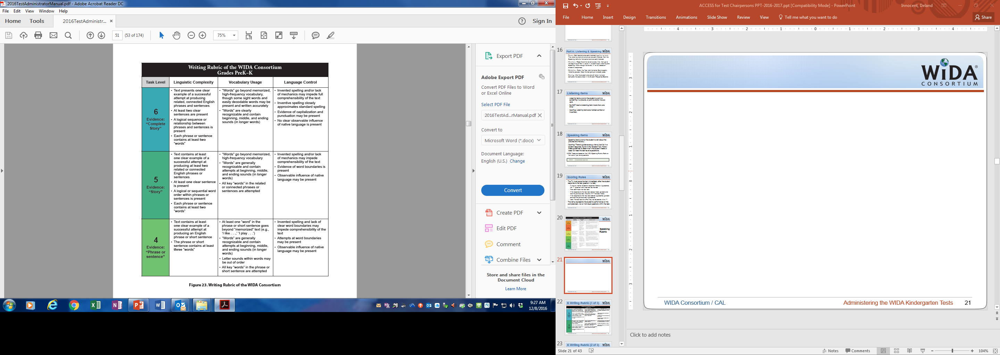 2016TestAdministratorManual.pdf - Adobe Acrobat Reader DC
File Edit View Window Help
Home Tools 2016TestAdministr... ×
Sign In
51 (53 of 174) 75%
Writing Rubric of the WIDA Consortium
Grades PreK–K
Task Level Linguistic Complexity Vocabulary Usage Language Control
6
Evidence:
“Complete
Story”
• Text presents one clear
example of a successful
attempt at producing
related, connected English
phrases and sentences
• At least two clear
sentences are present
• A logical sequence or
relationship between
phrases and sentences is
present
• Each phrase or sentence
contains at least two
“words”
• “Words” go beyond memorized,
high-frequency vocabulary,
though some sight words and
easily decodable words may be
present and written accurately
• “Words” are clearly
recognizable and contain
beginning, middle, and ending
sounds (in longer words)
• Invented spelling and/or lack
of mechanics may impede full
comprehensibility of the text
• Inventive spelling closely
approximates standard spelling
• Evidence of capitalization and
punctuation may be present
• No clear observable influence
of native language is present
5
Evidence:
“Story”
• Text contains at least
one clear example of a
successful attempt at
producing at least two
related or connected
English phrases or
sentences
• At least one clear sentence
is present
• A logical or sequential word
order within phrases or
sentences is present
• Each phrase or sentence
contains at least two
“words”
• “Words” go beyond memorized,
high-frequency vocabulary
• “Words” are generally
recognizable and contain
attempts at beginning, middle,
and ending sounds (in longer
words)
• All key “words” in the related
or connected phrases or
sentences are attempted
• Invented spelling and/or lack
of mechanics may impede
comprehensibility of the text
• Evidence of word boundaries is
present
• Observable influence of native
language may be present
4
Evidence:
“Phrase or
sentence”
• Text contains at least
one clear example of a
successful attempt at
producing an English
phrase or short sentence
• The phrase or short
sentence contains at least
three “words”
• At least one “word” in the
phrase or short sentence goes
beyond “memorized” text (e.g.,
‘I like . . .,’ ‘I play . . .’)
• “Words” are generally
recognizable and contain
attempts at beginning, middle,
and ending sounds (in longer
words)
• Letter sounds within words may
be out of order
• All key “words” in the phrase or
short sentence are attempted
• Invented spelling and lack of
clear word boundaries may
impede comprehensibility of the
text
• Attempts at word boundaries
may be present
• Observable influence of native
language may be present
Figure 23. Writing Rubric of the WIDA Consortium
Export PDF
Adobe Export PDF
Convert PDF Files to Word
or Excel Online
Select PDF File
2016TestAd...rManual.pdf
Convert to
Microsoft Word (*.docx)
Document Language:
English (U.S.) Change
Convert
Create PDF
Edit PDF
Comment
Combine Files
Store and share files in the
Document Cloud
Learn More
9:27 AM
12/8/2016
ACCESS for Test Chairpersons PPT-2016-2017.ppt [Compatibility Mode] - PowerPoint
Innocent, Deland
File Home Insert Design Transitions Animations Slide Show Review View Tell me what you want to do
Share
16
Part A: Listening & Speaking WIDA
17
Listening Items WIDA
18
Speaking Items WIDA
19
Scoring Rules WIDA
20
WIDA
Speaking
Rubric
21
WIDA
22
K Writing Rubric (1 of 3) WIDA
23
K Writing Rubric (2 of 3) WIDA
WIDA®
CONSORTIUM
WIDA Consortium / CAL
Administering the WIDA Kindergarten Tests
21
Click to add notes
Slide 21 of 43
Notes
Comments
104%